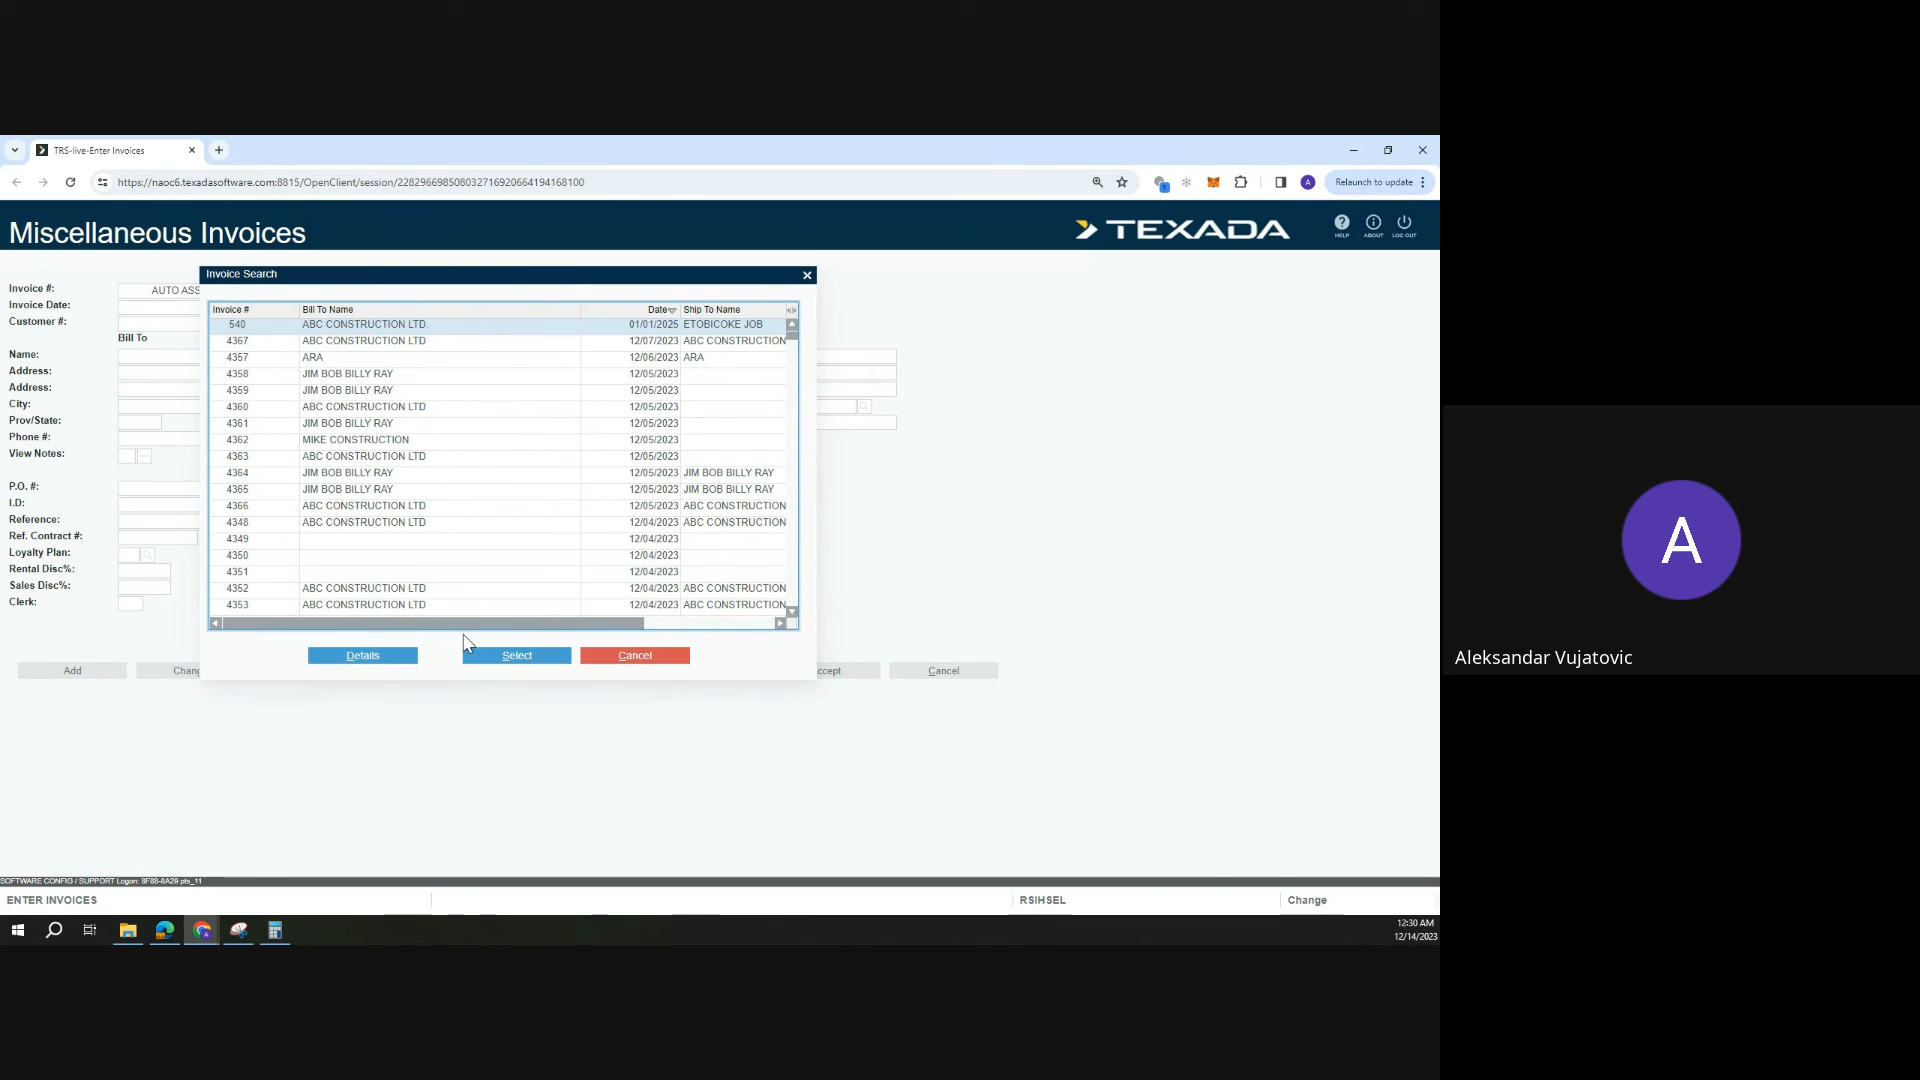 TRS-live-Enter Invoices
https://naoc6.texadasoftware.com:8815/OpenClient/session/22829669850803271692066419416810​0
Relaunch to update
Miscellaneous Invoices
TEXADA
HELP
ABOUT
LOG OUT
Invoice Search
Invoice #:
AUTO ASS
Invoice Date:
Customer #:
Bill To
Name:
Address:
Address:
City:
Prov/State:
Phone #:
View Notes:
P.O. #:
I.D:
Reference:
Ref. Contract #:
Loyalty Plan:
Rental Disc%:
Sales Disc%:
Clerk:
Invoice # Bill To Name Date Ship To Name
540 ABC CONSTRUCTION LTD. 01/01/2025 ETOBICOKE JOB
4367 ABC CONSTRUCTION LTD 12/07/2023 ABC CONSTRUCTION
4357 ARA 12/06/2023 ARA
4358 JIM BOB BILLY RAY 12/05/2023
4359 JIM BOB BILLY RAY 12/05/2023
4360 ABC CONSTRUCTION LTD 12/05/2023
4361 JIM BOB BILLY RAY 12/05/2023
4362 MIKE CONSTRUCTION 12/05/2023
4363 ABC CONSTRUCTION LTD 12/05/2023
4364 JIM BOB BILLY RAY 12/05/2023 JIM BOB BILLY RAY
4365 JIM BOB BILLY RAY 12/05/2023 JIM BOB BILLY RAY
4366 ABC CONSTRUCTION LTD 12/05/2023 ABC CONSTRUCTION
4348 ABC CONSTRUCTION LTD 12/04/2023 ABC CONSTRUCTION
4349 12/04/2023
4350 12/04/2023
4351 12/04/2023
4352 ABC CONSTRUCTION LTD 12/04/2023 ABC CONSTRUCTION
4353 ABC CONSTRUCTION LTD 12/04/2023 ABC CONSTRUCTION
Details Select Cancel
Add Chang ccept Cancel
A
Aleksandar Vujatovic
SOFTWARE CONFIG / SUPPORT Logon: 8F88-8A29 pts_11
ENTER INVOICES RSIHSEL Change
12:30 AM
12/14/2023